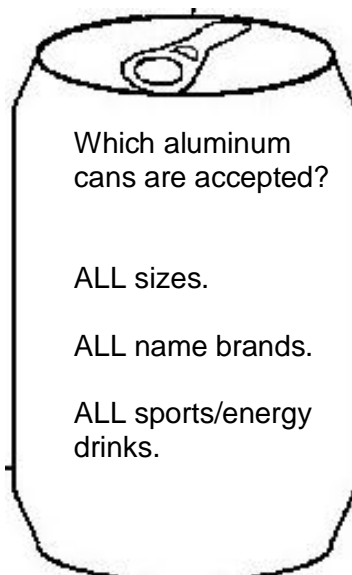 Which aluminum
cans are accepted?
ALL sizes.
ALL name brands.
ALL sports/energy
drinks.